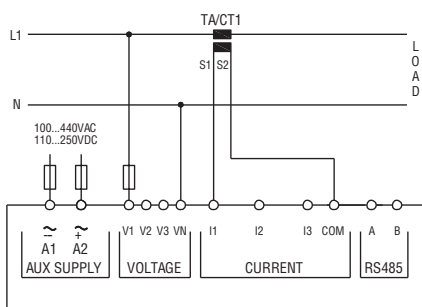 TA/CT1
L1
S1 S2
LOAD
N
100...440VAC
110...250VDC
V1 V2 V3 VN I1 I2 I3 COM A B
A1 A2
AUX SUPPLY VOLTAGE CURRENT RS485